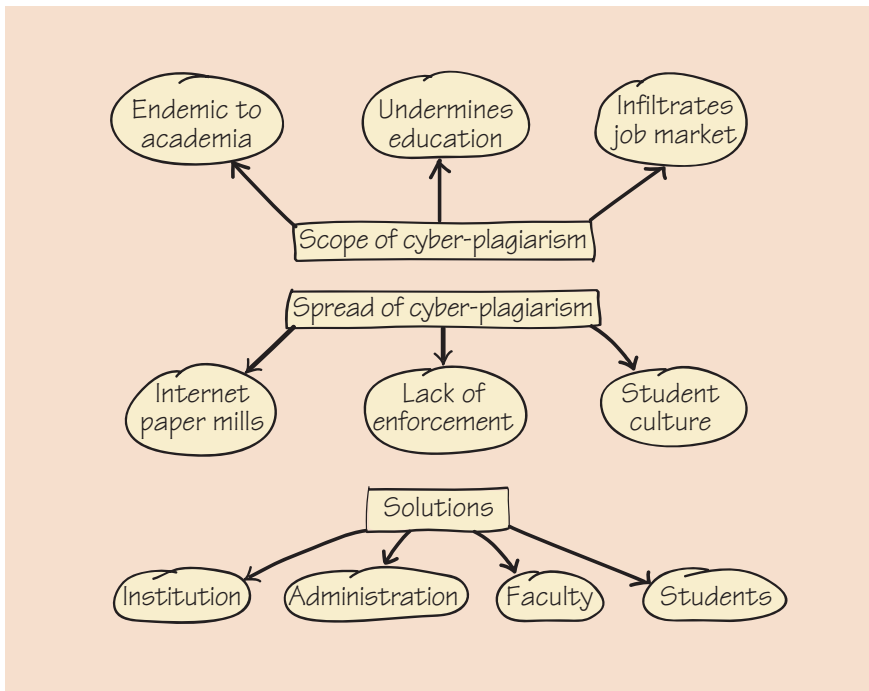 Endemic to
academia
Undermines
education
Infiltrates
job market
Scope of cyber-plagiarism
Spread of cyber-plagiarism
Internet
paper mills
Lack of
enforcement
Student
culture
Solutions
Institution
Administration
Faculty
Students